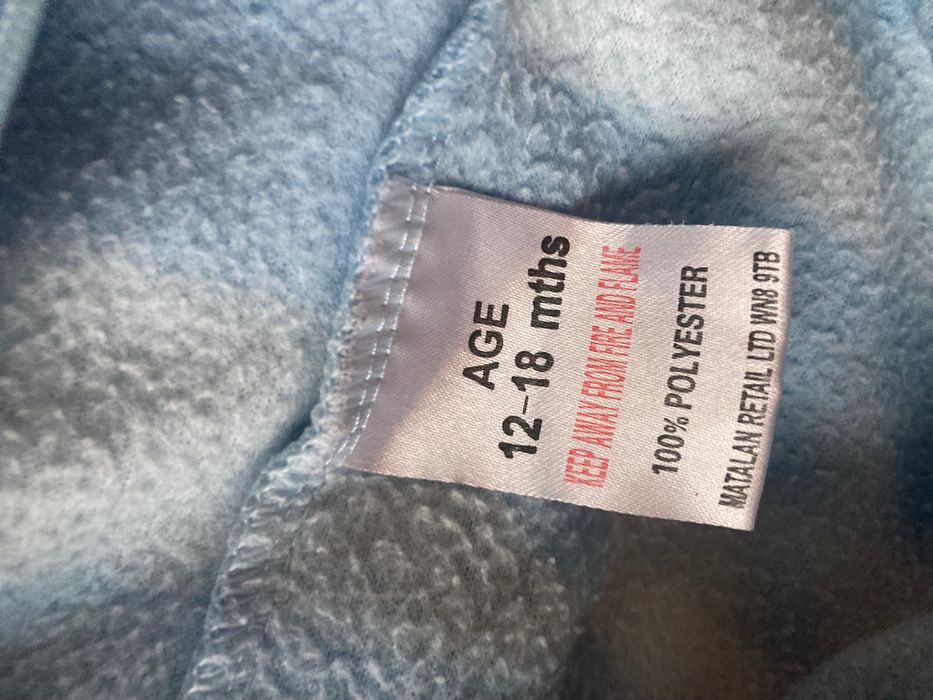 AGE
12–18 mths
KEEP AWAY FROM FIRE AND FLAME
100% POLYESTER
MATALAN RETAIL LTD WN8 9TB